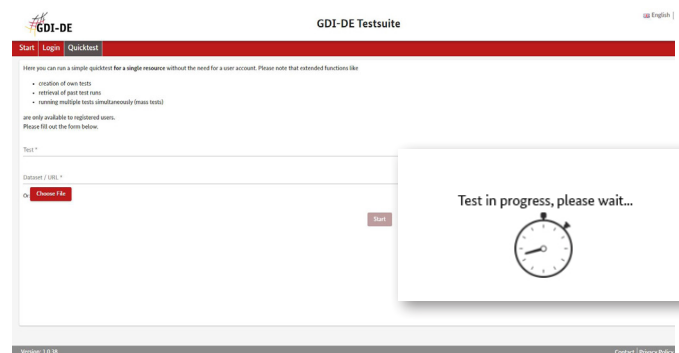 GDI-DE
GDI-DE Testsuite
English
Start Login Quicktest
Here you can run a simple quicktest for a single resource without the need for a user account. Please note that extended functions like
• creation of own tests
• retrieval of past test runs
• running multiple tests simultaneously (mass tests)
are only available to registered users.
Please fill out the form below.
Test *
Dataset / URL *
Or Choose File
Start
Test in progress, please wait...
Version: 1.0.38
Contact Privacy Policy